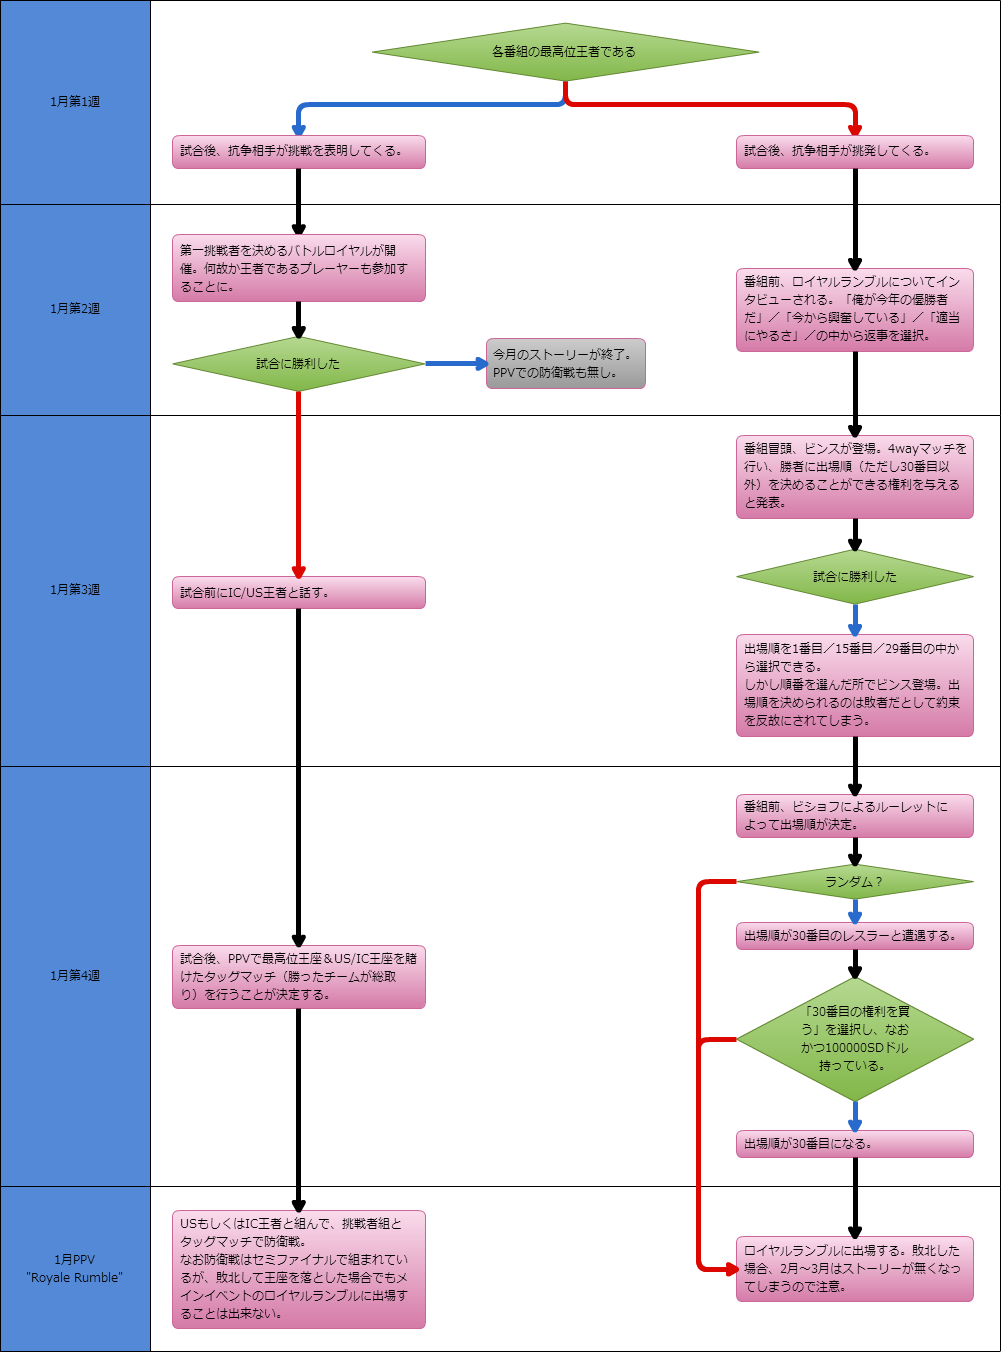 1月第1週
各番組の最高位王者である
試合後、抗争相手が挑戦を表明してくる。
試合後、抗争相手が挑発してくる。
1月第2週
第一挑戦者を決めるバトルロイヤルが開
催。何故か王者であるプレーヤーも参加す
ることに。
試合に勝利した
今月のストーリーが終了。
PPVでの防衛戦も無し。
番組前、ロイヤルランブルについてイン
タビューされる。「俺が今年の優勝者
だ」／「今から興奮している」／「適当
にやるさ」／の中から返事を選択。
1月第3週
試合前にIC/US王者と話す。
番組冒頭、ビンスが登場。4wayマッチを
行い、勝者に出場順（ただし30番目以
外）を決めることができる権利を与える
と発表。
試合に勝利した
出場順を1番目／15番目／29番目の中か
ら選択できる。
しかし順番を選んだ所でビンス登場。出
場順を決められるのは敗者だとして約束
を反故にされてしまう。
1月第4週
試合後、PPVで最高位王座＆US/IC王座を賭
けたタッグマッチ（勝ったチームが総取
り）を行うことが決定する。
番組前、ビショフによるルーレットに
よって出場順が決定。
ランダム？
出場順が30番目のレスラーと遭遇する。
「30番目の権利を買
う」を選択し、なお
かつ100000SDドル
持っている。
出場順が30番目になる。
1月PPV
"Royale Rumble"
USもしくはIC王者と組んで、挑戦者組と
タッグマッチで防衛戦。
なお防衛戦はセミファイナルで組まれてい
るが、敗北して王座を落とした場合でもメ
インイベントのロイヤルランブルに出場す
ることは出来ない。
ロイヤルランブルに出場する。敗北した
場合、2月～3月はストーリーが無くなっ
てしまうので注意。